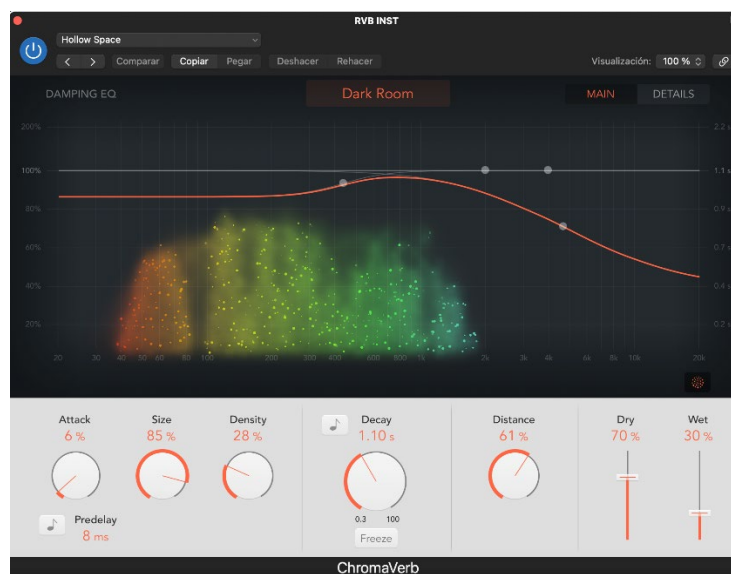 RVB INST
Hollow Space
Comparar Copiar Pegar Deshacer Rehacer Visualización: 100 %
DAMPING EQ Dark Room MAIN DETAILS
200% 2.2 s
100% 1.1 s
80% 0.9 s
60% 0.7 s
40% 0.4 s
20% 0.2 s
20 30 40 50 60 80 100 200 300 400 600 800 1k 2k 3k 4k 6k 8k 10k 20k
Attack Size Density Decay Distance Dry Wet
6 % 85 % 28 % 1.10 s 61 % 70 % 30 %
0.3 100
Predelay
8 ms
Freeze
ChromaVerb